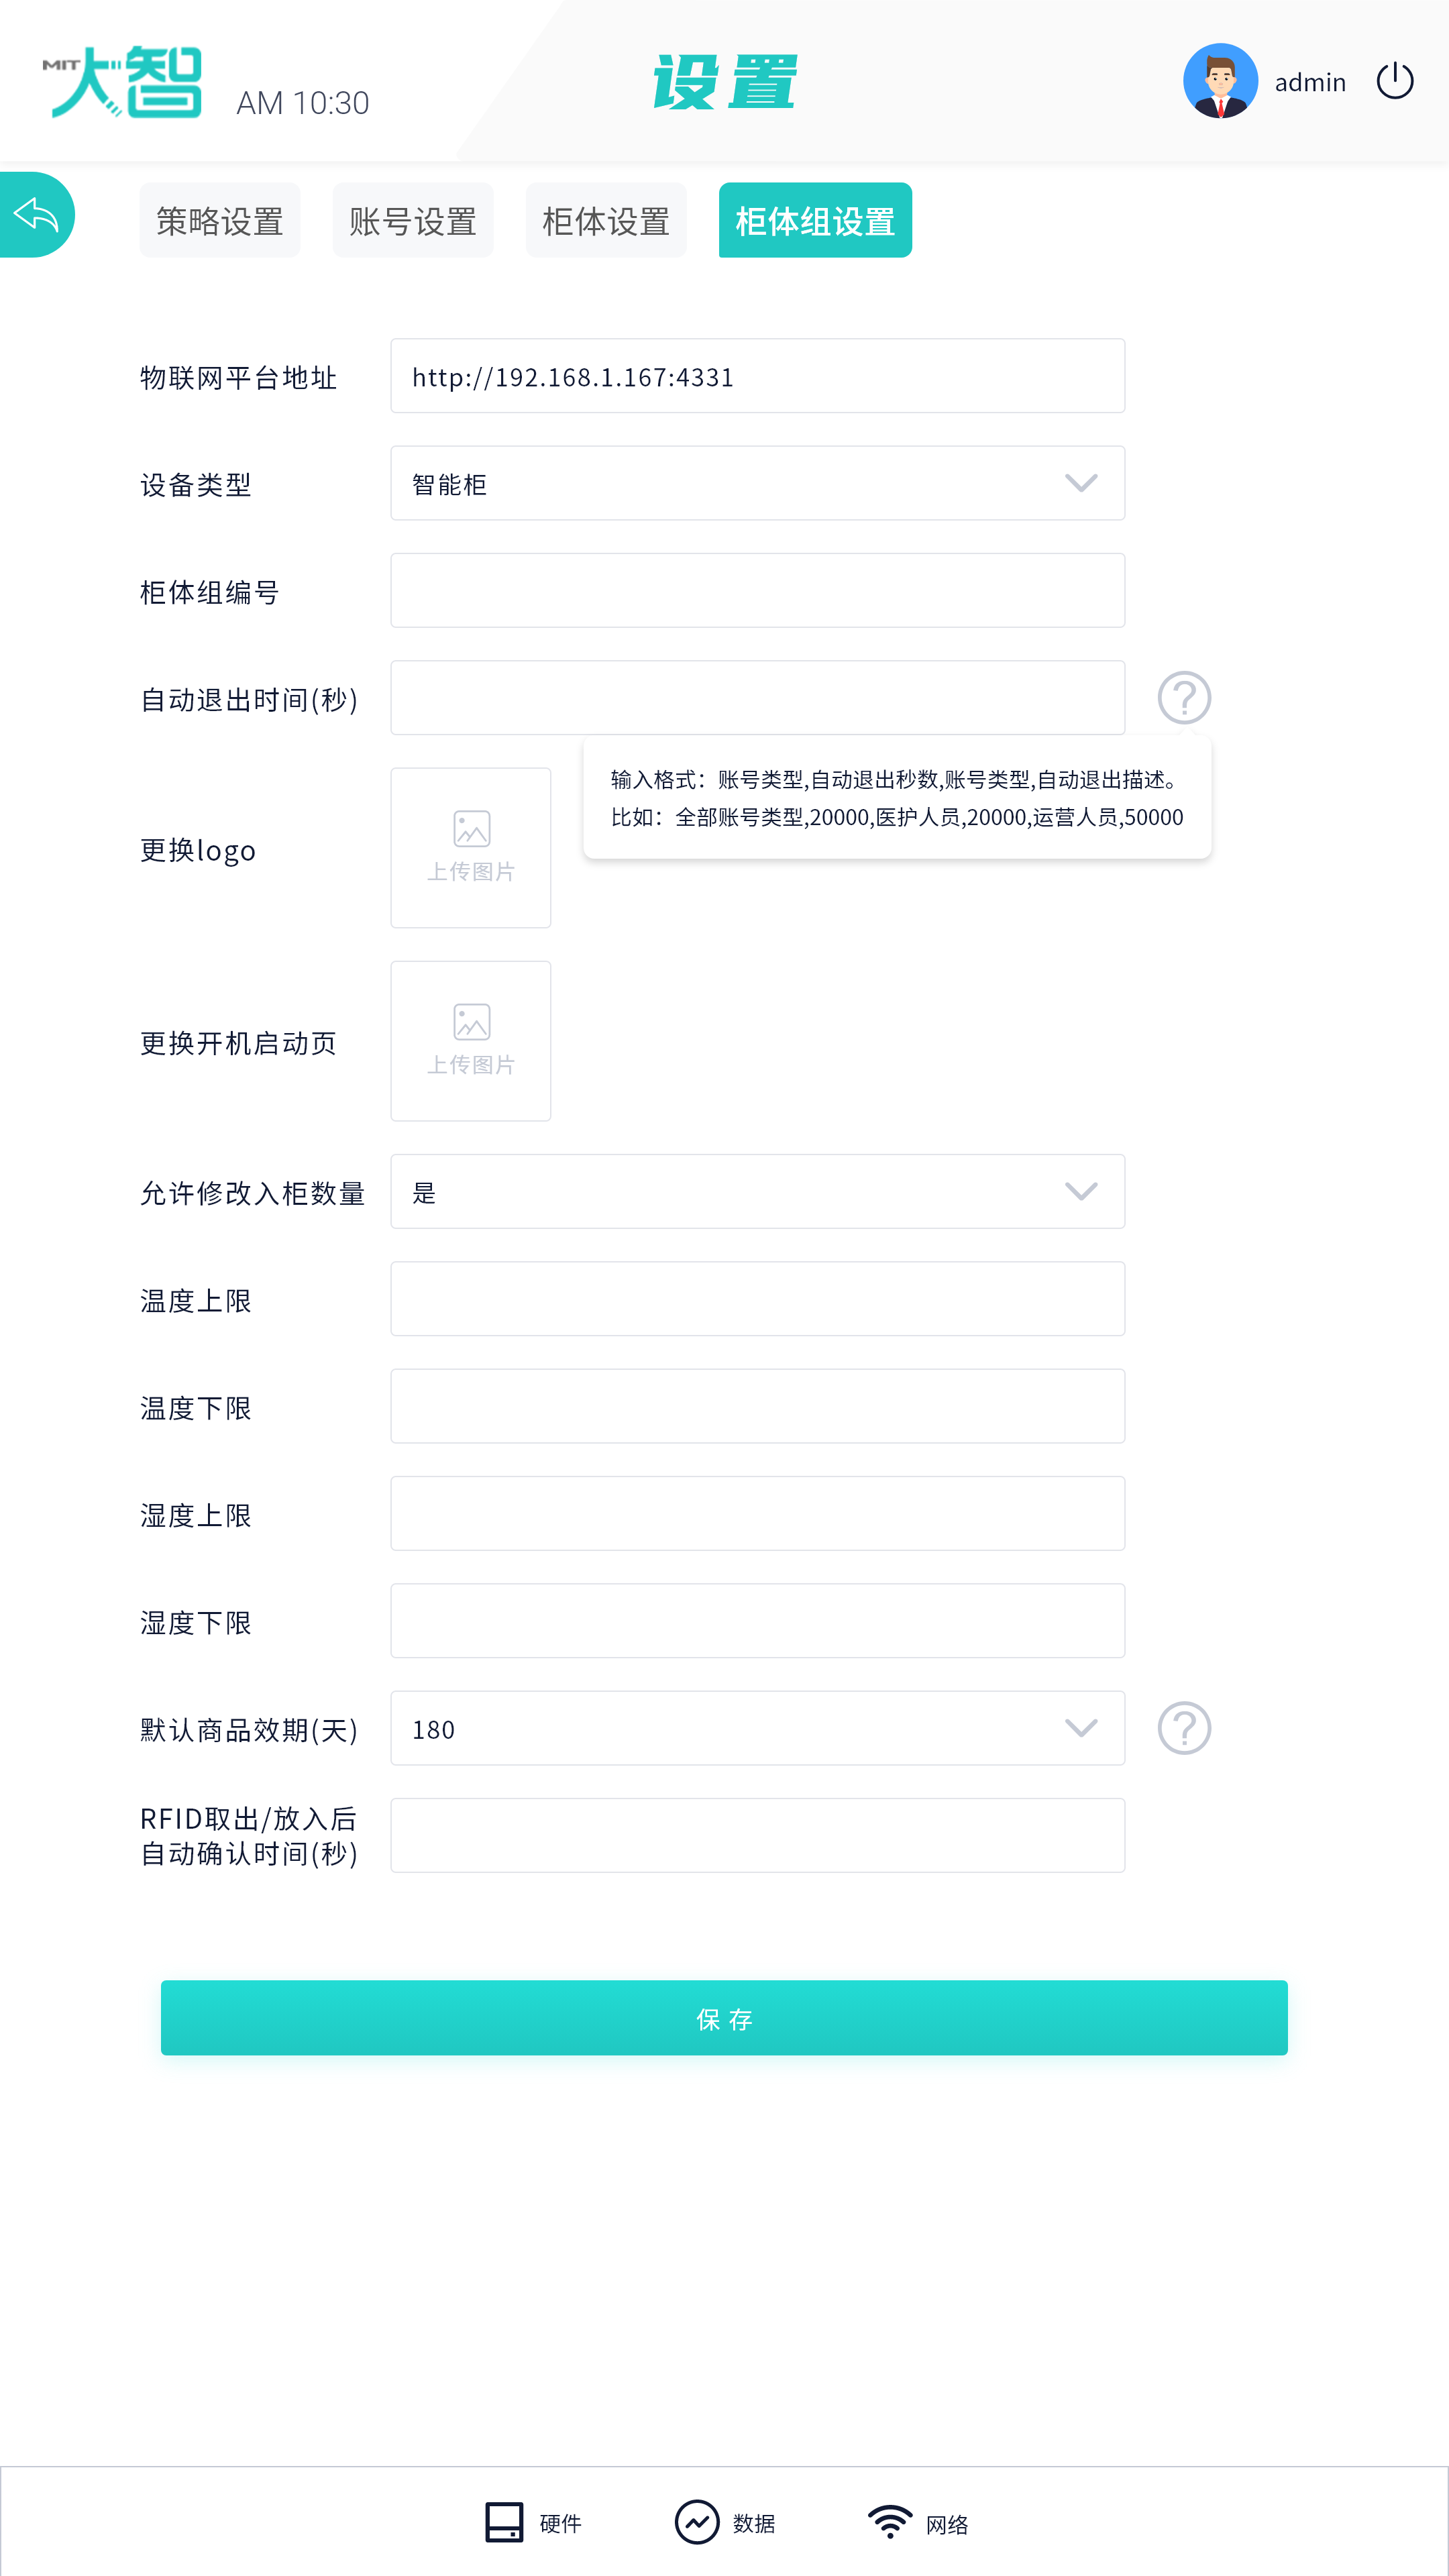 MIT大智
AM 10:30
设置
admin
策略设置
账号设置
柜体设置
柜体组设置
物联网平台地址
http://192.168.1.167:4331
设备类型
智能柜
柜体组编号
自动退出时间(秒)
输入格式：账号类型,自动退出秒数,账号类型,自动退出描述。
比如：全部账号类型,20000,医护人员,20000,运营人员,50000
更换logo
上传图片
更换开机启动页
上传图片
允许修改入柜数量
是
温度上限
温度下限
湿度上限
湿度下限
默认商品效期(天)
180
RFID取出/放入后
自动确认时间(秒)
保存
硬件
数据
网络